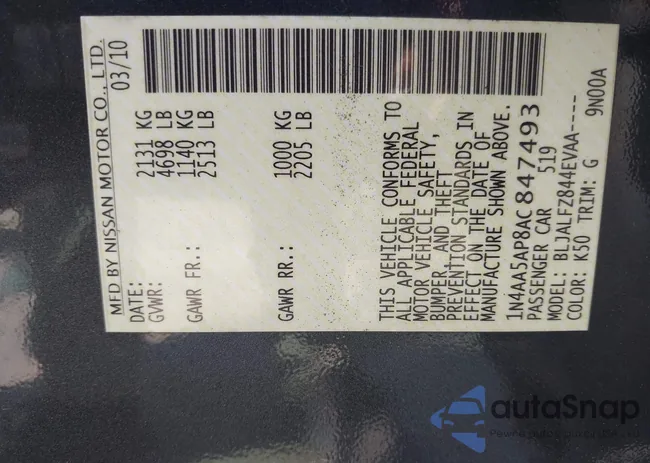 MFD BY NISSAN MOTOR CO., LTD.
DATE: 03/10
GVWR: 2131 KG
4698 LB
GAWR FR.: 1140 KG
2513 LB
GAWR RR.: 1000 KG
2205 LB
THIS VEHICLE CONFORMS TO
ALL APPLICABLE FEDERAL
MOTOR VEHICLE SAFETY,
BUMPER, AND THEFT
PREVENTION STANDARDS IN
EFFECT ON THE DATE OF
MANUFACTURE SHOWN ABOVE.
1N4AA5AP8AC847493
PASSENGER CAR 519
MODEL: BLJALFZ844EVAA----
COLOR: K50 TRIM: G 9N00A
autaSnap